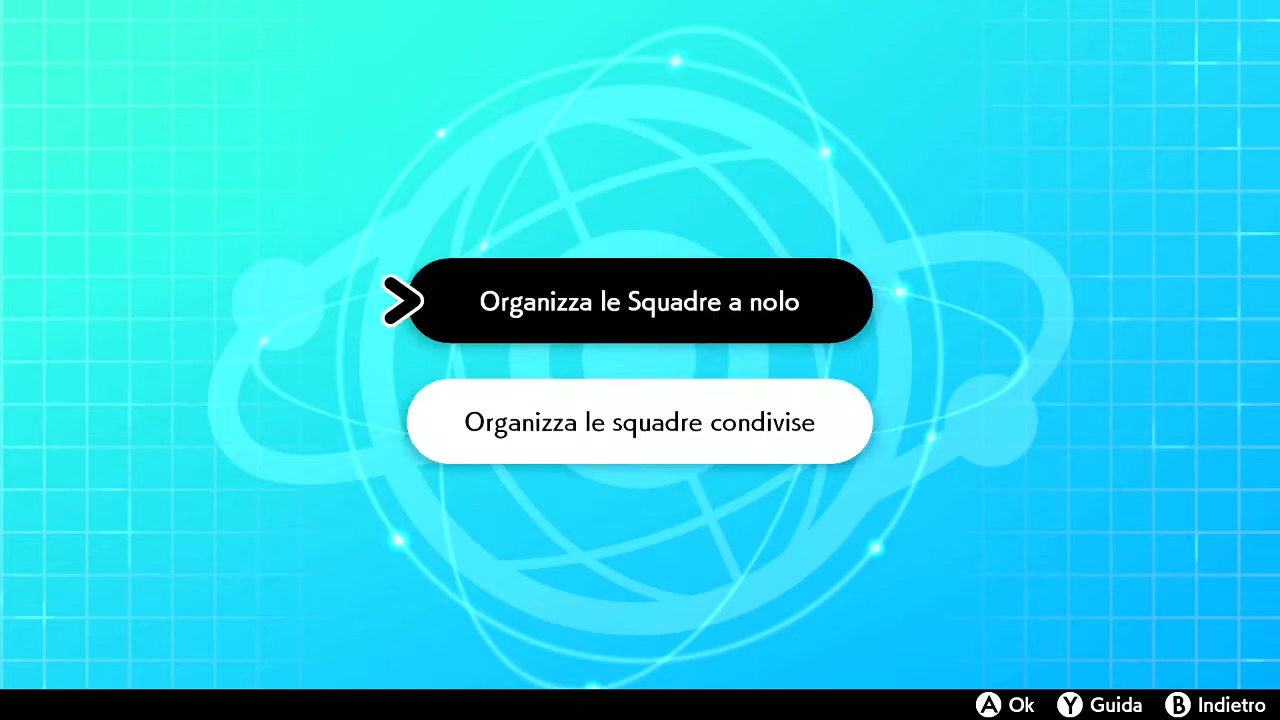 Organizza le Squadre a nolo
Organizza le squadre condivise
A Ok Y Guida B Indietro